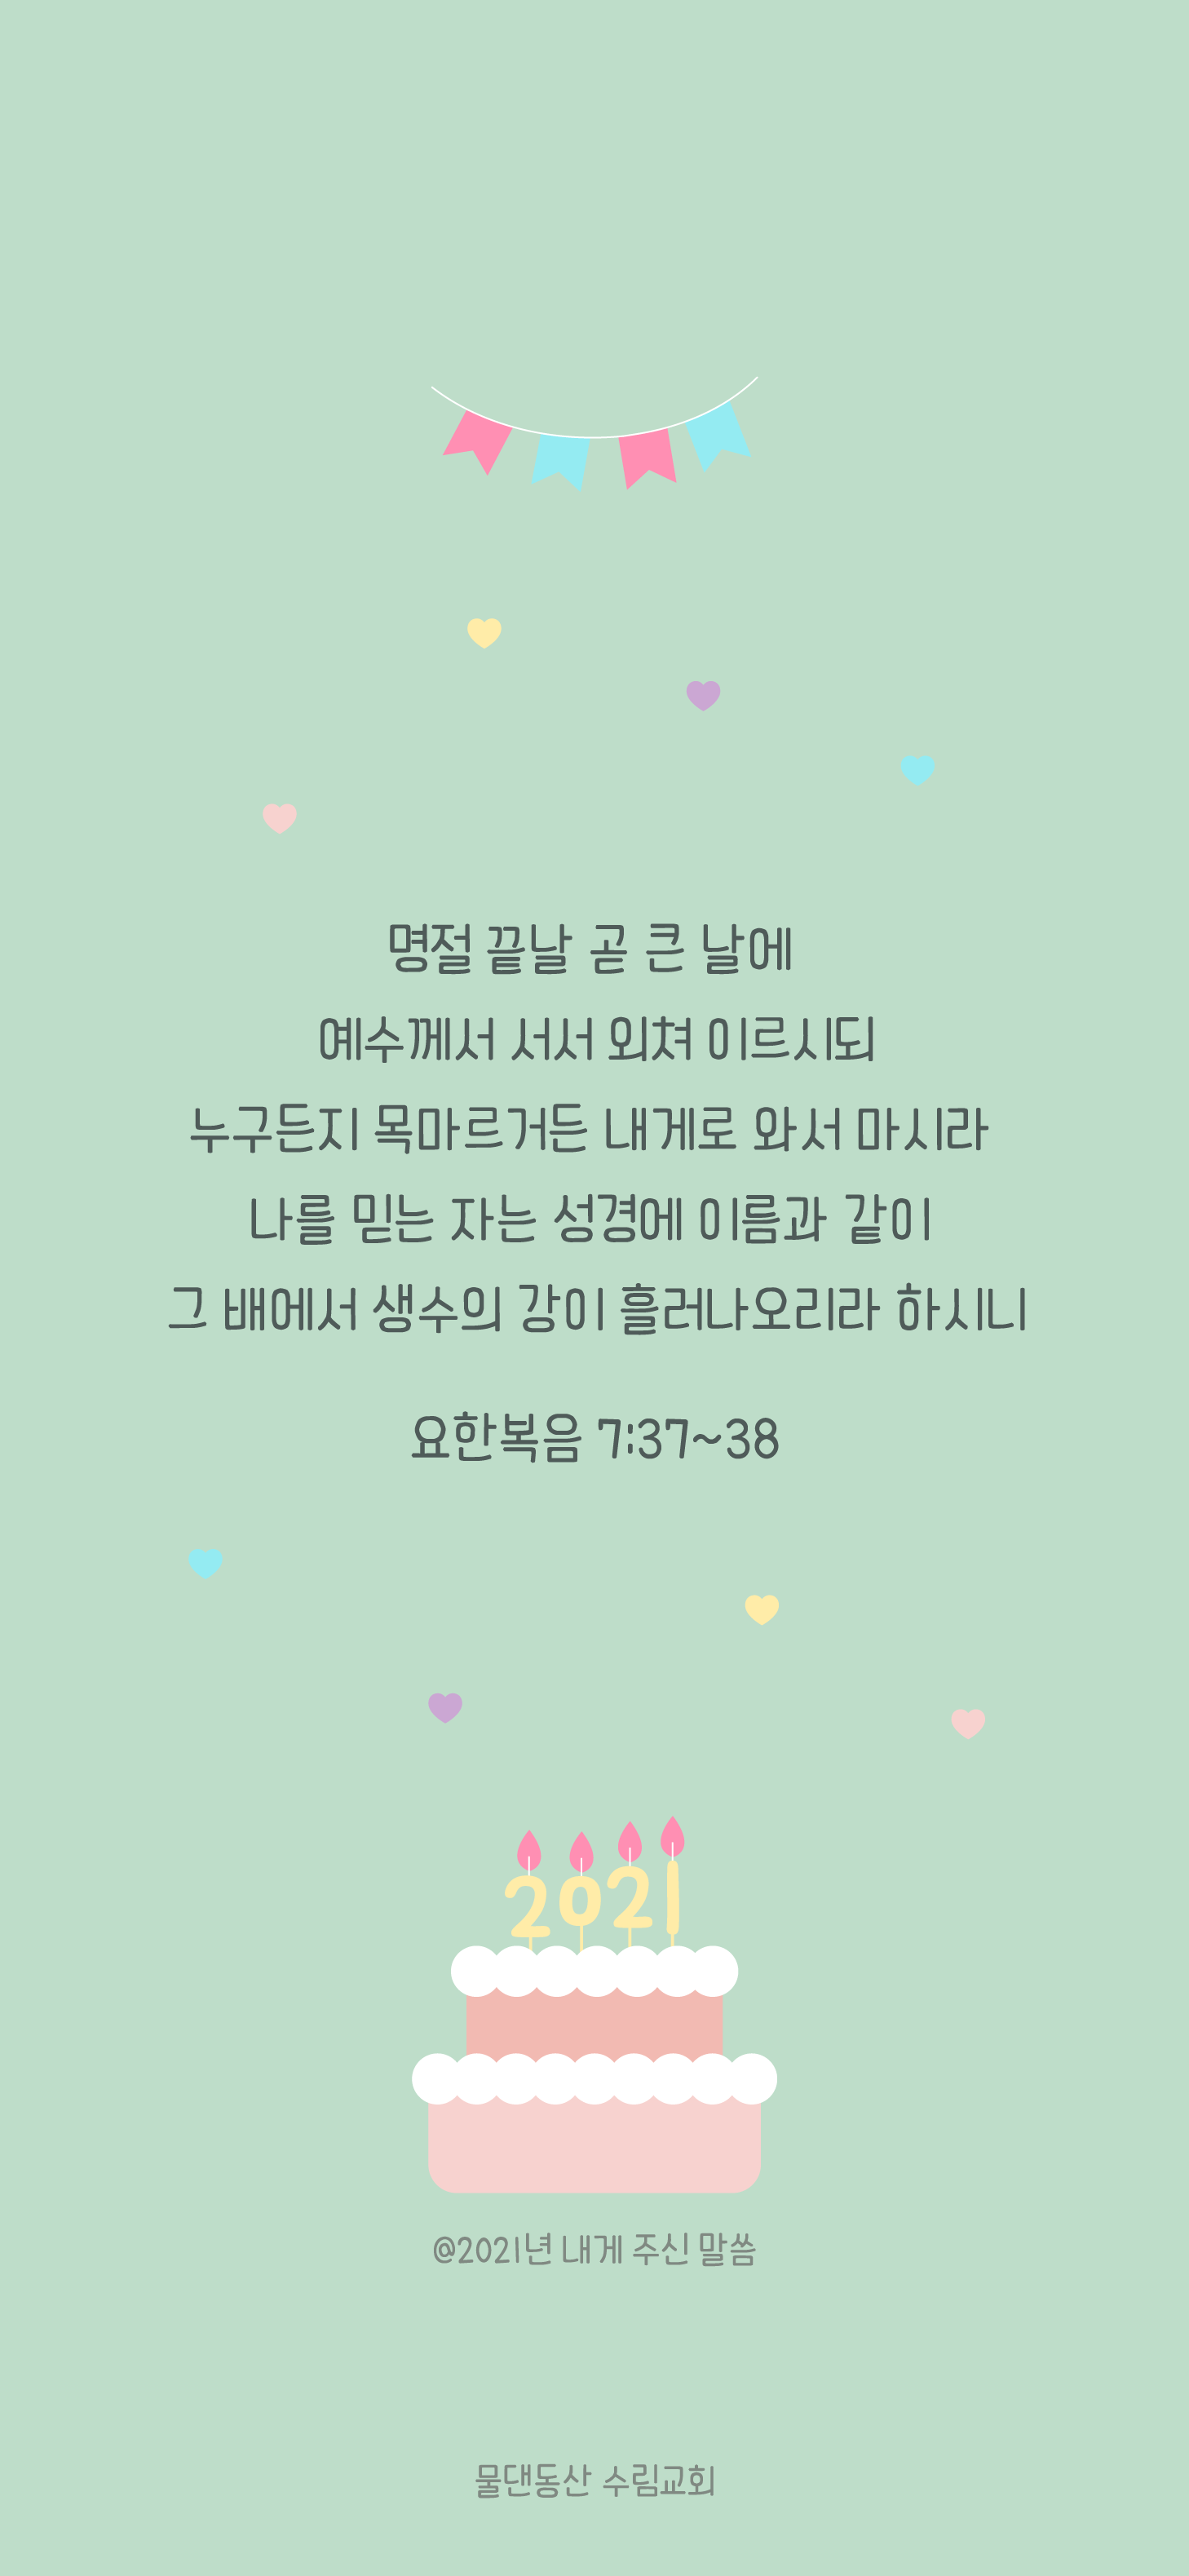 명절 끝날 곧 큰 날에
예수께서 서서 외쳐 이르시되
누구든지 목마르거든 내게로 와서 마시라
나를 믿는 자는 성경에 이름과 같이
그 배에서 생수의 강이 흘러나오리라 하시니
요한복음 7:37~38
2021
@2021년 내게 주신 말씀
물댄동산 수림교회